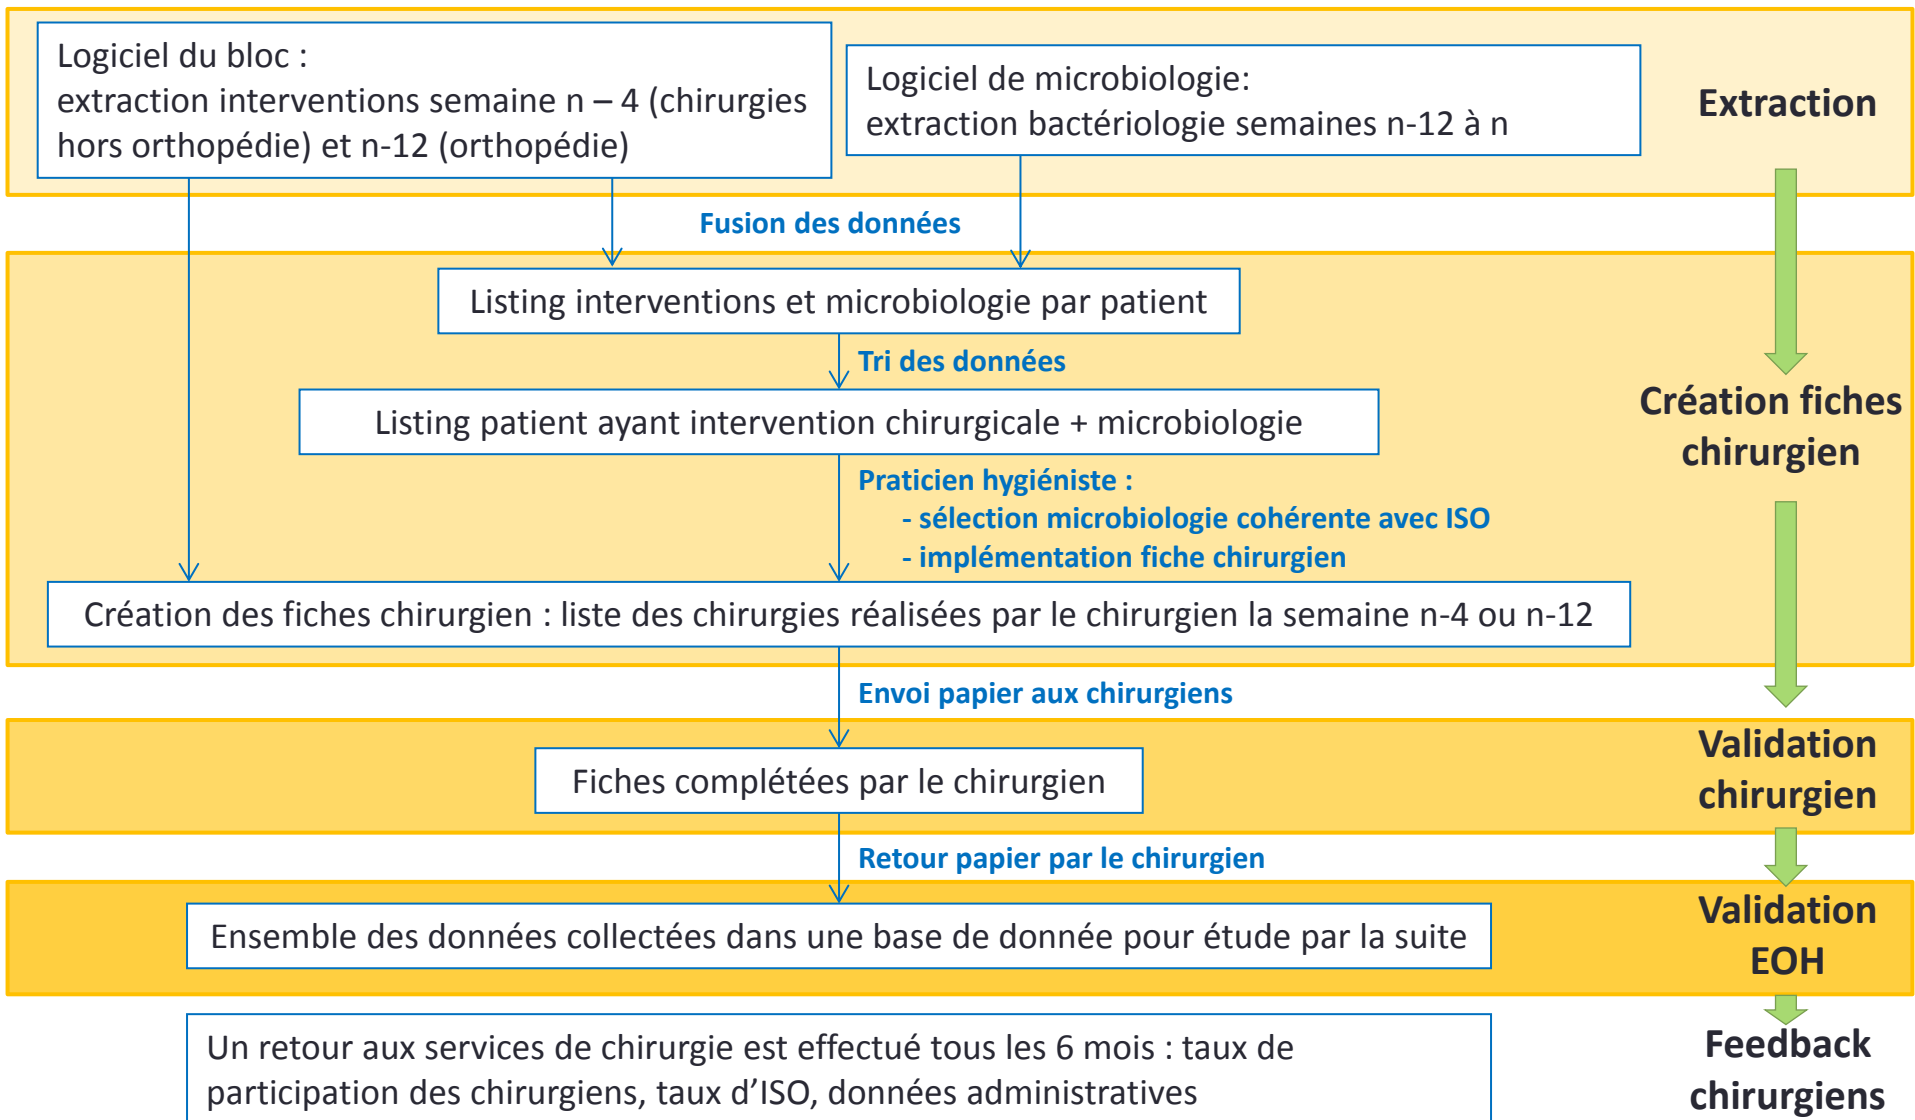 Logiciel du bloc :
extraction interventions semaine n – 4 (chirurgies
hors orthopédie) et n-12 (orthopédie)
Logiciel de microbiologie:
extraction bactériologie semaines n-12 à n
Extraction
Fusion des données
Listing interventions et microbiologie par patient
Tri des données
Listing patient ayant intervention chirurgicale + microbiologie
Création fiches
chirurgien
Praticien hygiéniste :
- sélection microbiologie cohérente avec ISO
- implémentation fiche chirurgien
Création des fiches chirurgien : liste des chirurgies réalisées par le chirurgien la semaine n-4 ou n-12
Envoi papier aux chirurgiens
Fiches complétées par le chirurgien
Validation
chirurgien
Retour papier par le chirurgien
Ensemble des données collectées dans une base de donnée pour étude par la suite
Validation
EOH
Un retour aux services de chirurgie est effectué tous les 6 mois : taux de
participation des chirurgiens, taux d’ISO, données administratives
Feedback
chirurgiens